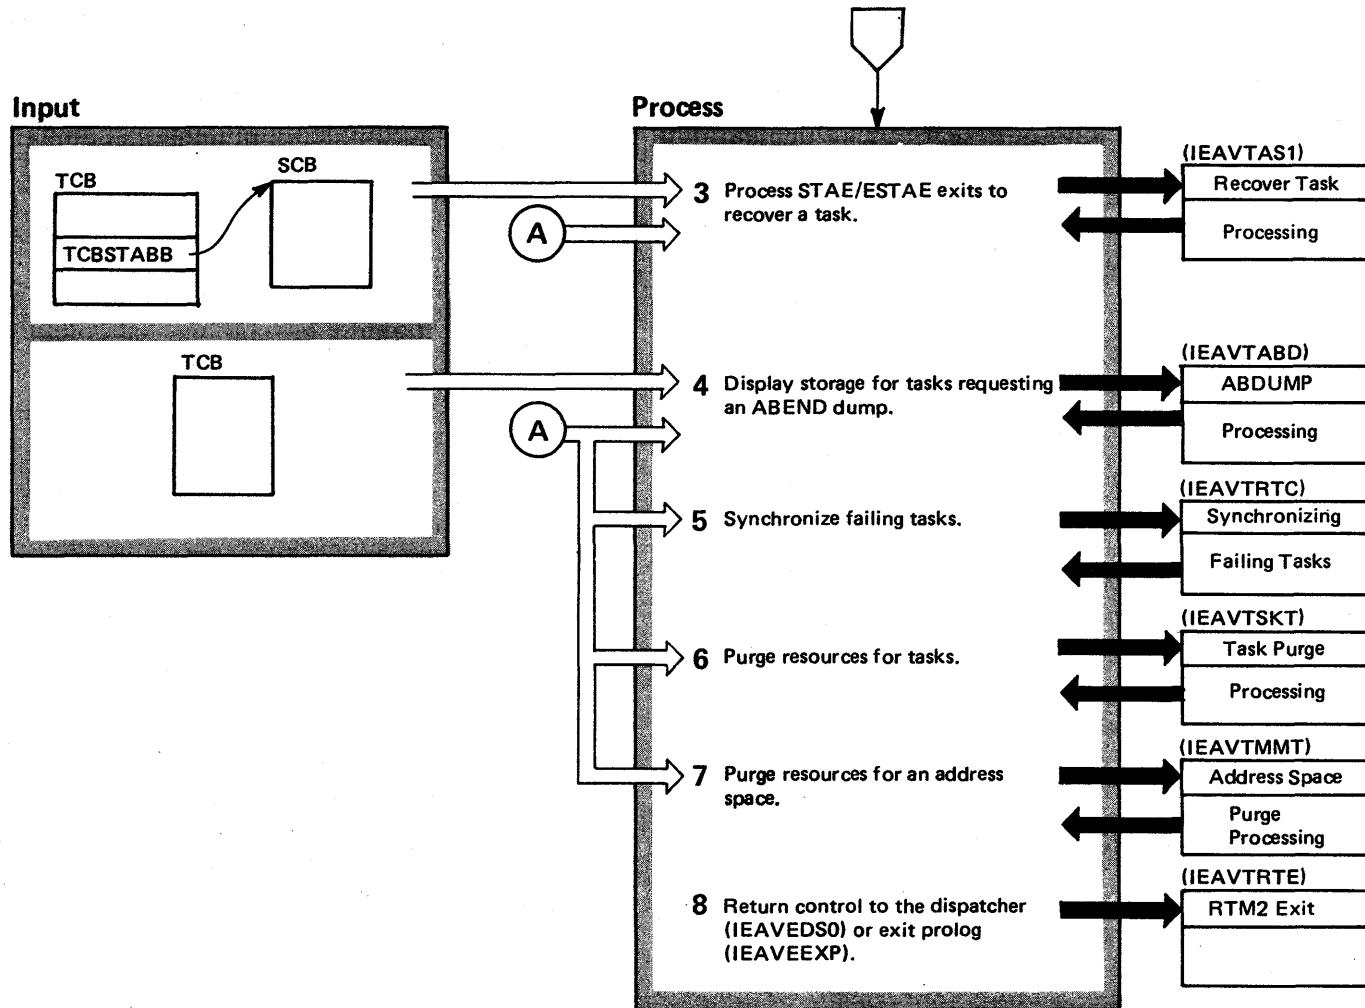 Input
TCB
TCBSTABB
SCB
TCB
A
A
Process
3 Process STAE/ESTAE exits to
recover a task.
4 Display storage for tasks requesting
an ABEND dump.
5 Synchronize failing tasks.
6 Purge resources for tasks.
7 Purge resources for an address
space.
8 Return control to the dispatcher
(IEAVEDS0) or exit prolog
(IEAVEEXP).
(IEAVTAS1)
Recover Task
Processing
(IEAVTABD)
ABDUMP
Processing
(IEAVTRTC)
Synchronizing
Failing Tasks
(IEAVTSKT)
Task Purge
Processing
(IEAVTMMT)
Address Space
Purge
Processing
(IEAVTRTE)
RTM2 Exit